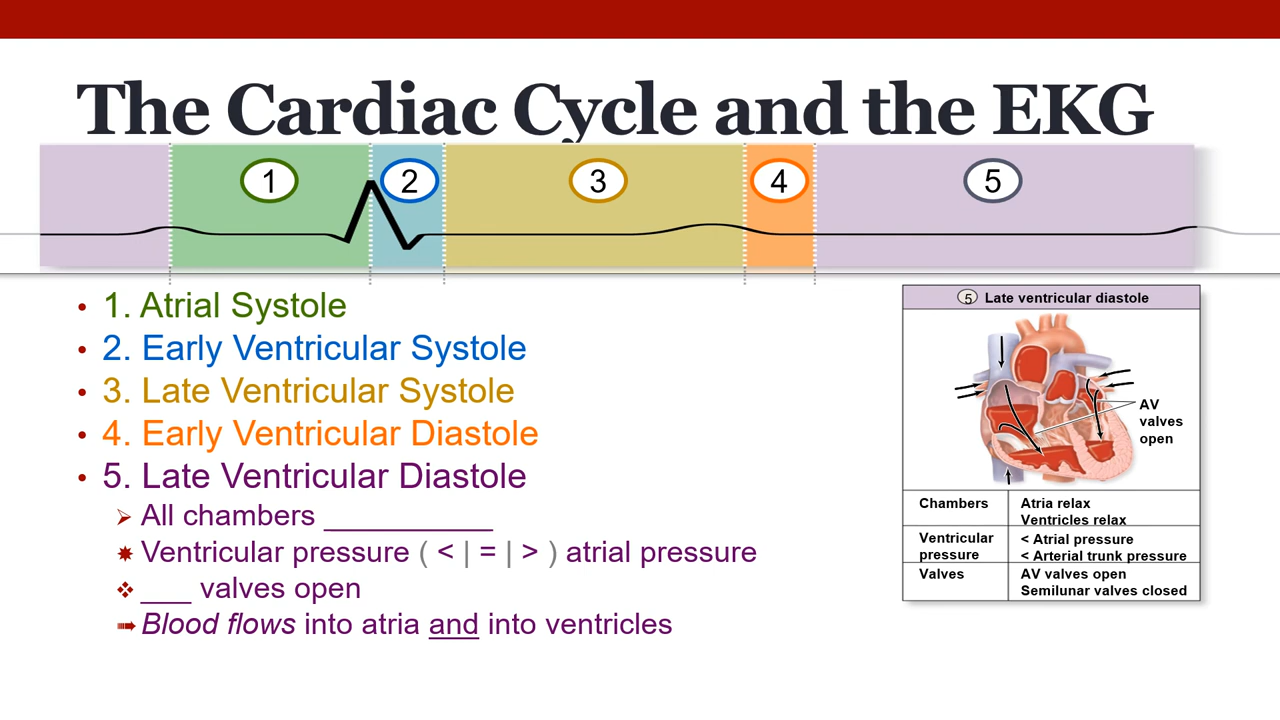 The Cardiac Cycle and the EKG
1 2 3 4 5
• 1. Atrial Systole
• 2. Early Ventricular Systole
• 3. Late Ventricular Systole
• 4. Early Ventricular Diastole
• 5. Late Ventricular Diastole
➢ All chambers __________
✸ Ventricular pressure ( < | = | > ) atrial pressure
❖ ___ valves open
➠ Blood flows into atria and into ventricles
5 Late ventricular diastole
AV
valves
open
Chambers Atria relax
Ventricles relax
Ventricular < Atrial pressure
pressure < Arterial trunk pressure
Valves AV valves open
Semilunar valves closed